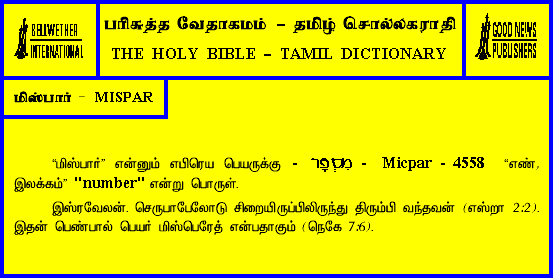 BELLWETHER
INTERNATIONAL
பரிசுத்த வேதாகமம் – தமிழ் சொல்லகராதி
THE HOLY BIBLE – TAMIL DICTIONARY
GOOD NEWS
PUBLISHERS
மிஸ்பார் - MISPAR
“மிஸ்பார்” என்னும் எபிரெய பெயருக்கு - מִסְפָּר - Micpar - 4558 “எண்,
இலக்கம்” "number" என்று பொருள்.
இஸ்ரவேலன். செருபாபேலோடு சிறையிருப்பிலிருந்து திரும்பி வந்தவன் (எஸ்றா 2:2).
இதன் பெண்பால் பெயர் மிஸ்பெரேத் என்பதாகும் (நெகே 7:6).